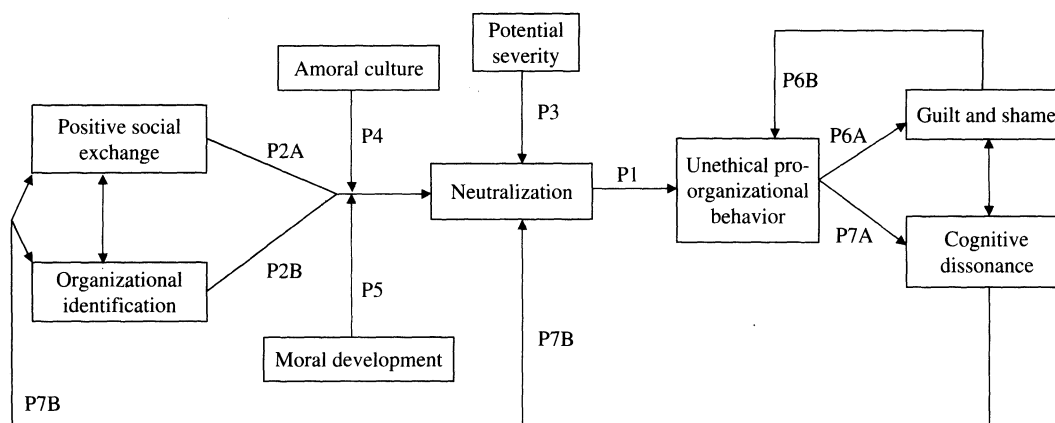 Potential
severity
Amoral culture
P6B
Guilt and shame
P3
Positive social
exchange
P4
P6A
P2A
P1
Unethical pro-
organizational
behavior
Neutralization
P7A
Cognitive
dissonance
P2B
Organizational
identification
P5
P7B
Moral development
P7B